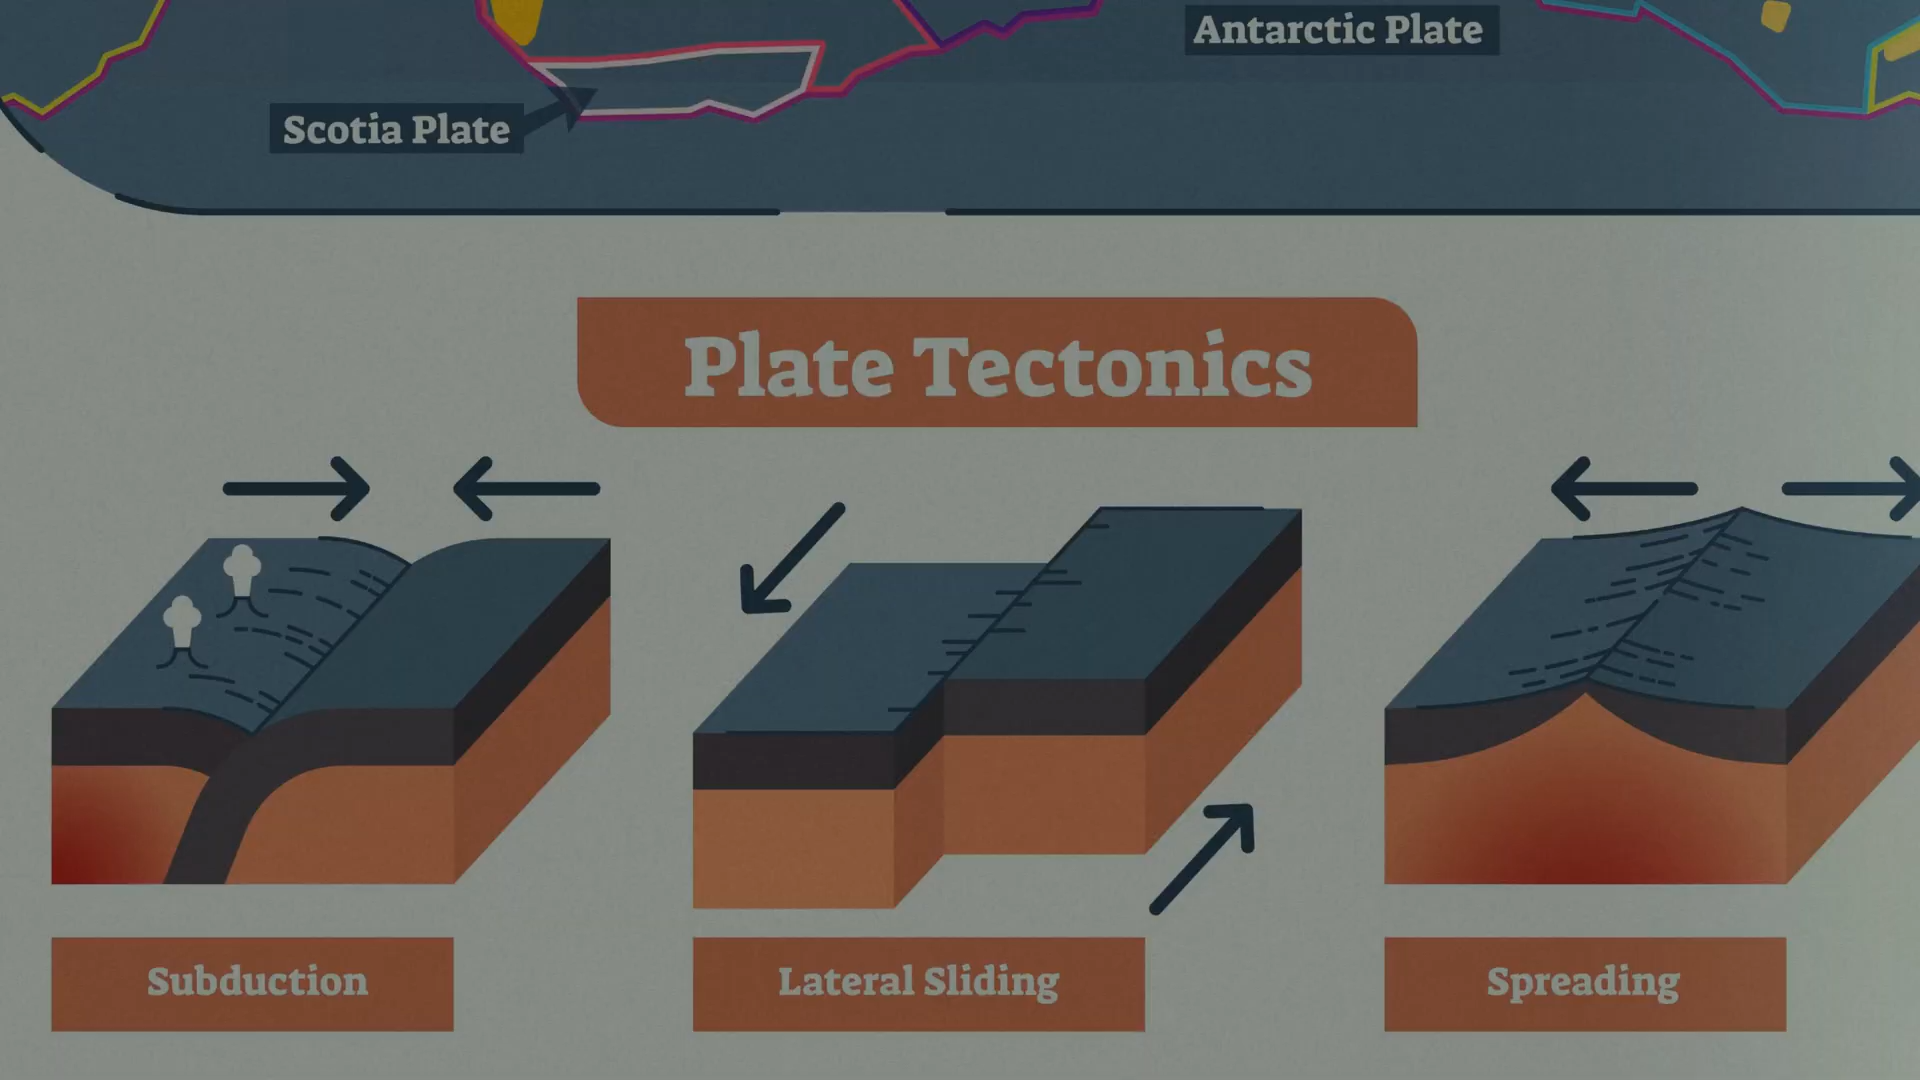 Antarctic Plate
Scotia Plate
Plate Tectonics
Subduction
Lateral Sliding
Spreading